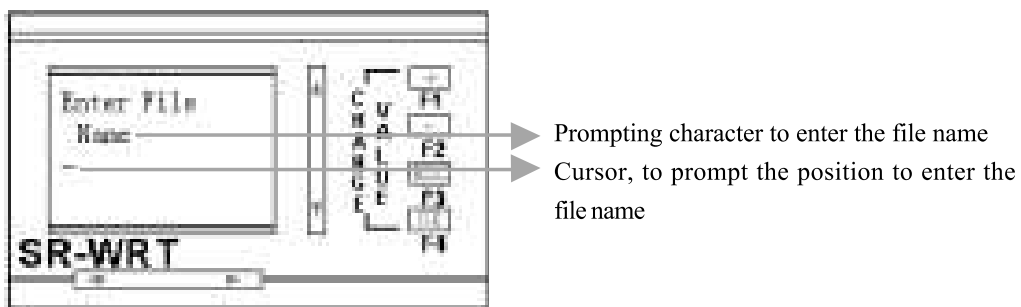 Enter File
Name
_
CHANGE
VALUE
F1
F2
F3
F4
SR-WRT
Prompting character to enter the file name
Cursor, to prompt the position to enter the
file name